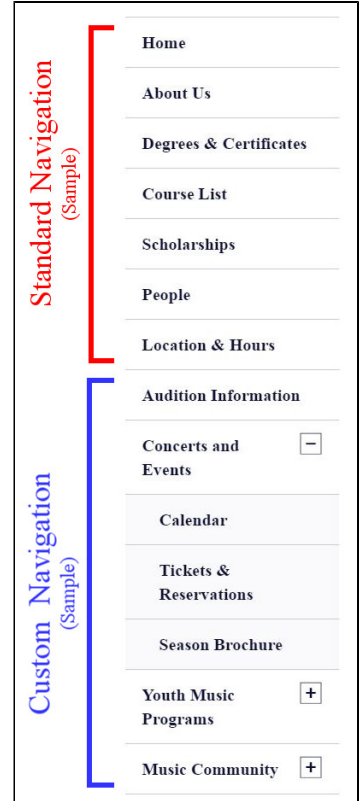 Standard Navigation
(Sample)
Home
About Us
Degrees & Certificates
Course List
Scholarships
People
Location & Hours
Custom Navigation
(Sample)
Audition Information
Concerts and
Events
Calendar
Tickets &
Reservations
Season Brochure
Youth Music
Programs
Music Community